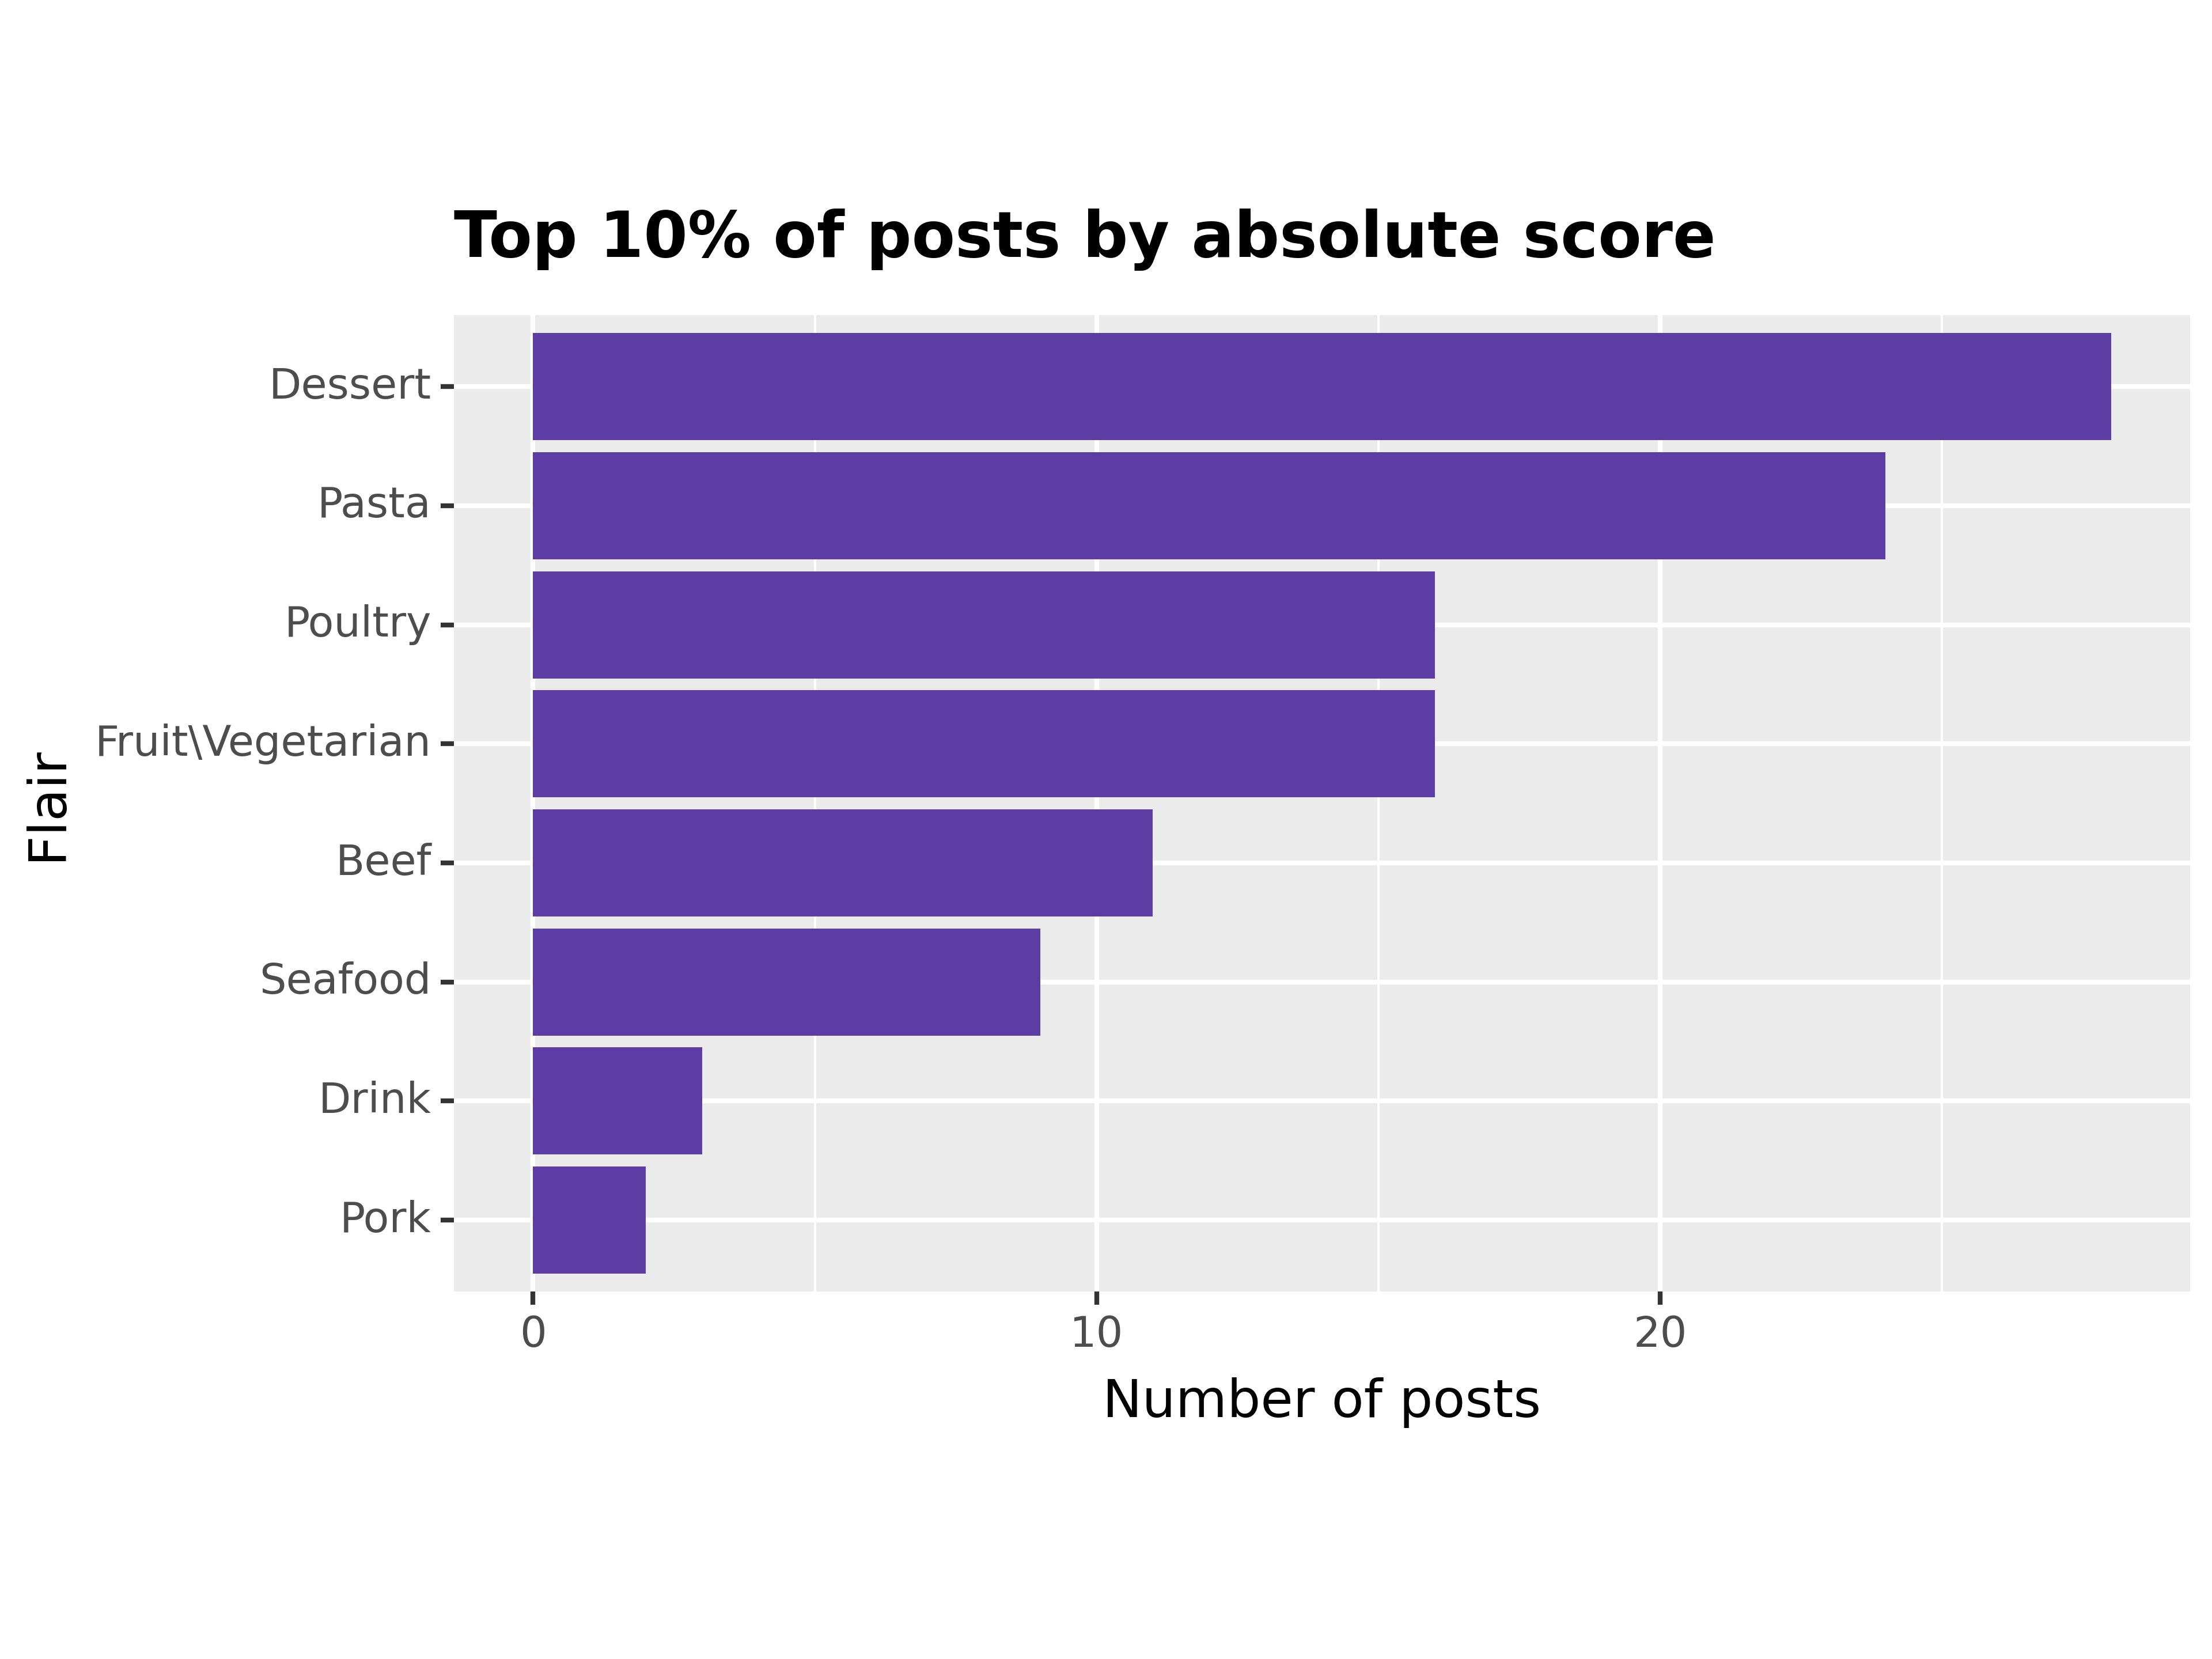 Top 10% of posts by absolute score
Flair
Dessert
Pasta
Poultry
Fruit\Vegetarian
Beef
Seafood
Drink
Pork
0 10 20
Number of posts